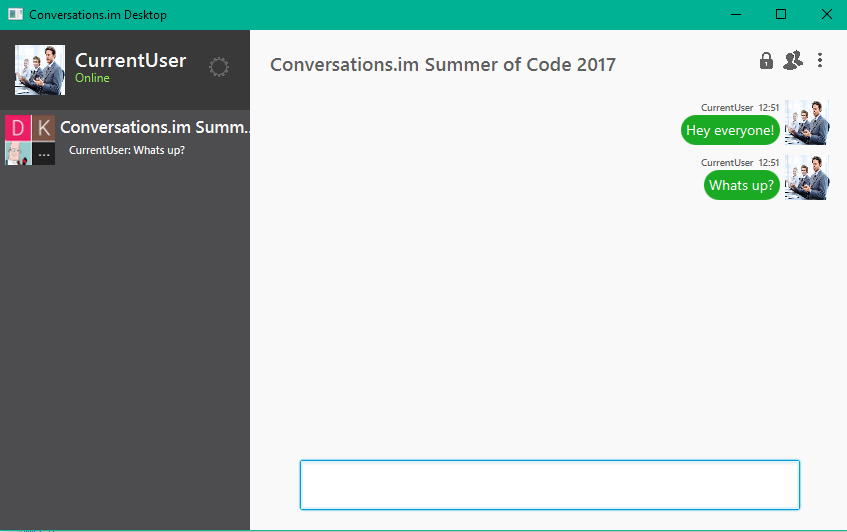 Conversations.im Desktop
CurrentUser
Online
D K
Conversations.im Summ..
...
CurrentUser: Whats up?
Conversations.im Summer of Code 2017
CurrentUser 12:51
Hey everyone!
CurrentUser 12:51
Whats up?